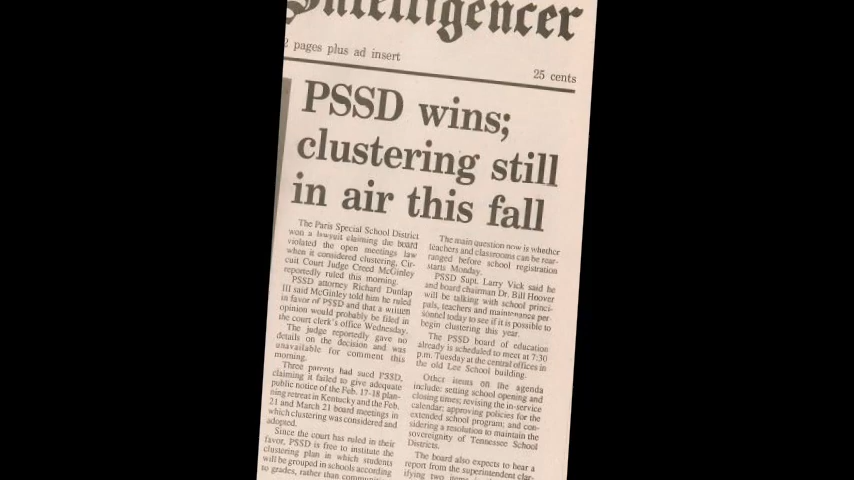 Intelligencer
2 pages plus ad insert
25 cents
PSSD wins;
clustering still
in air this fall
The Paris Special School District
won a lawsuit claiming the board
violated the open meetings law
when it considered clustering, Cir-
cuit Court Judge Creed McGinley
reportedly ruled this morning.
PSSD attorney Richard Dunlap
III said McGinley told him he ruled
in favor of PSSD and that a written
opinion would probably be filed in
the court clerk's office Wednesday.
The judge reportedly gave no
details on the decision and was
unavailable for comment this
morning.
Three parents had sued PSSD,
claiming it failed to give adequate
public notice of the Feb. 17-18 plan-
ning retreat in Kentucky and the Feb.
21 and March 21 board meetings in
which clustering was considered and
adopted.
Since the court has ruled in their
favor, PSSD is free to institute the
clustering plan in which students
will be grouped in schools according
to grades, rather than
The main question now is whether
teachers and classrooms can be rear-
ranged before school registration
starts Monday.
PSSD Supt. Larry Vick said he
and board chairman Dr. Bill Hoover
will be talking with school princi-
pals, teachers and maintenance per-
sonnel today to see if it is possible to
begin clustering this year.
The PSSD board of education
already is scheduled to meet at 7:30
p.m. Tuesday at the central offices in
the old Lee School building.
Other items on the agenda
include: setting school opening and
closing times; revising the in-service
calendar; approving policies for the
extended school program; and con-
sidering a resolution to maintain the
sovereignty of Tennessee School
Districts.
The board also expects to hear a
report from the superintendent clar-
ifying two items